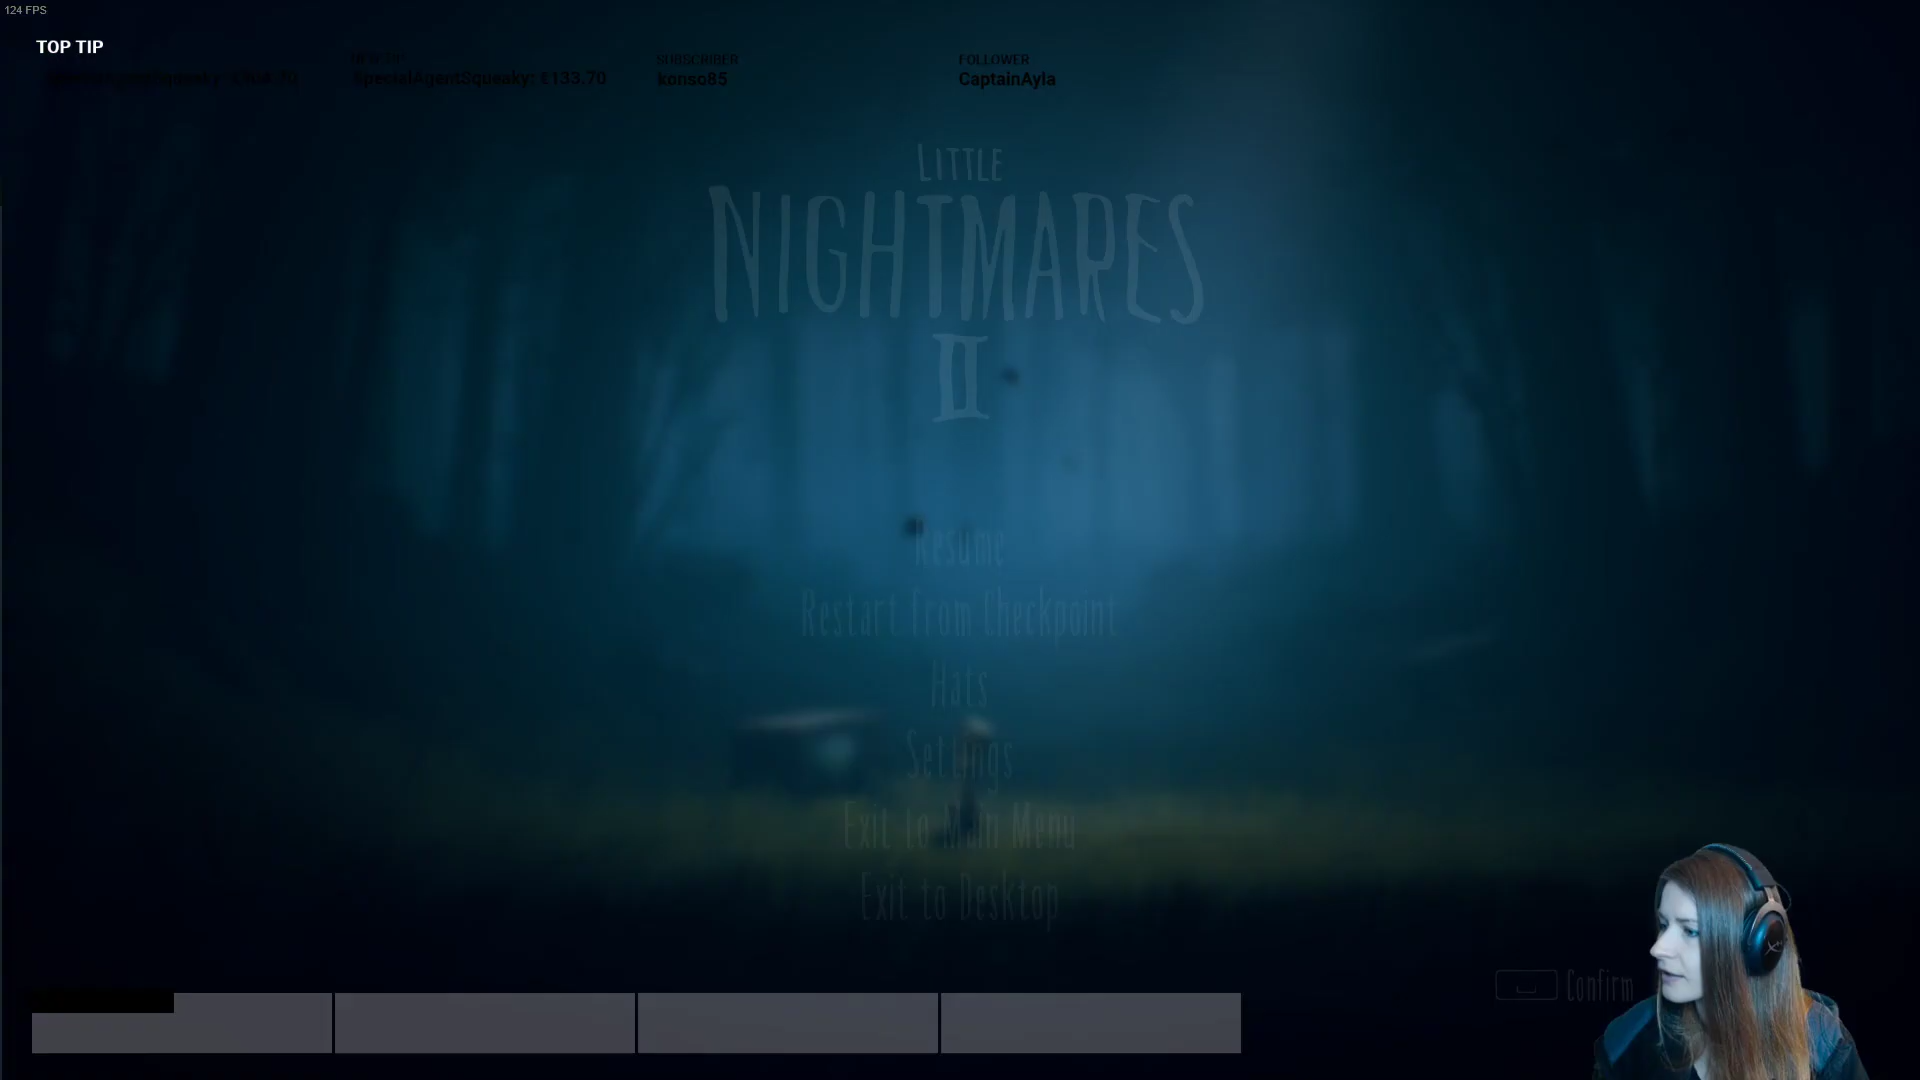 124 FPS
TOP TIP
SUBSCRIBER
FOLLOWER
SpecialAgentSqueaky: €133.70
konso85
CaptainAyla
LITTLE
NIGHTMARES
II
Resume
Restart from Checkpoint
Hats
Settings
Exit to Main Menu
Exit to Desktop
Confirm